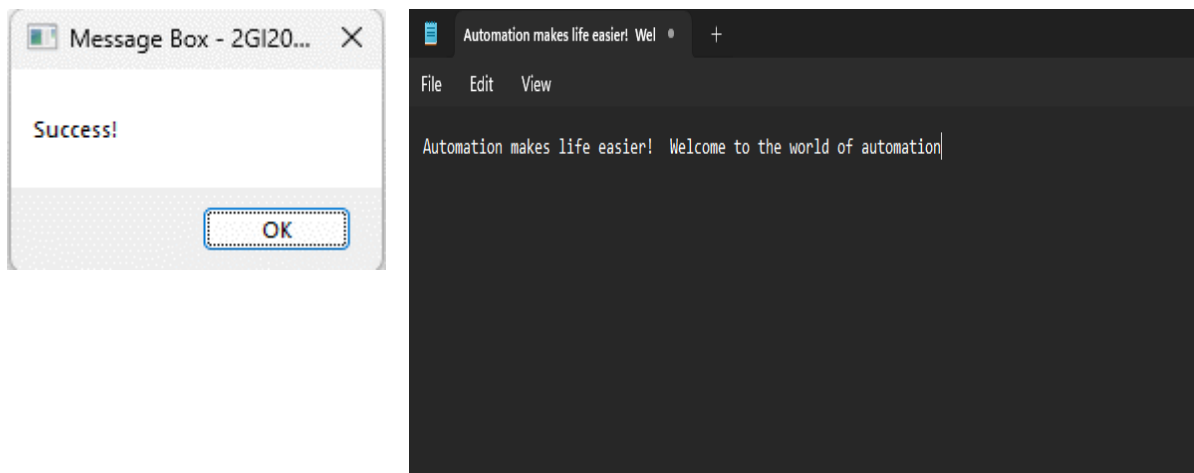 Message Box - 2GI20...
Success!
OK
Automation makes life easier!  Wel
File Edit View
Automation makes life easier!  Welcome to the world of automation